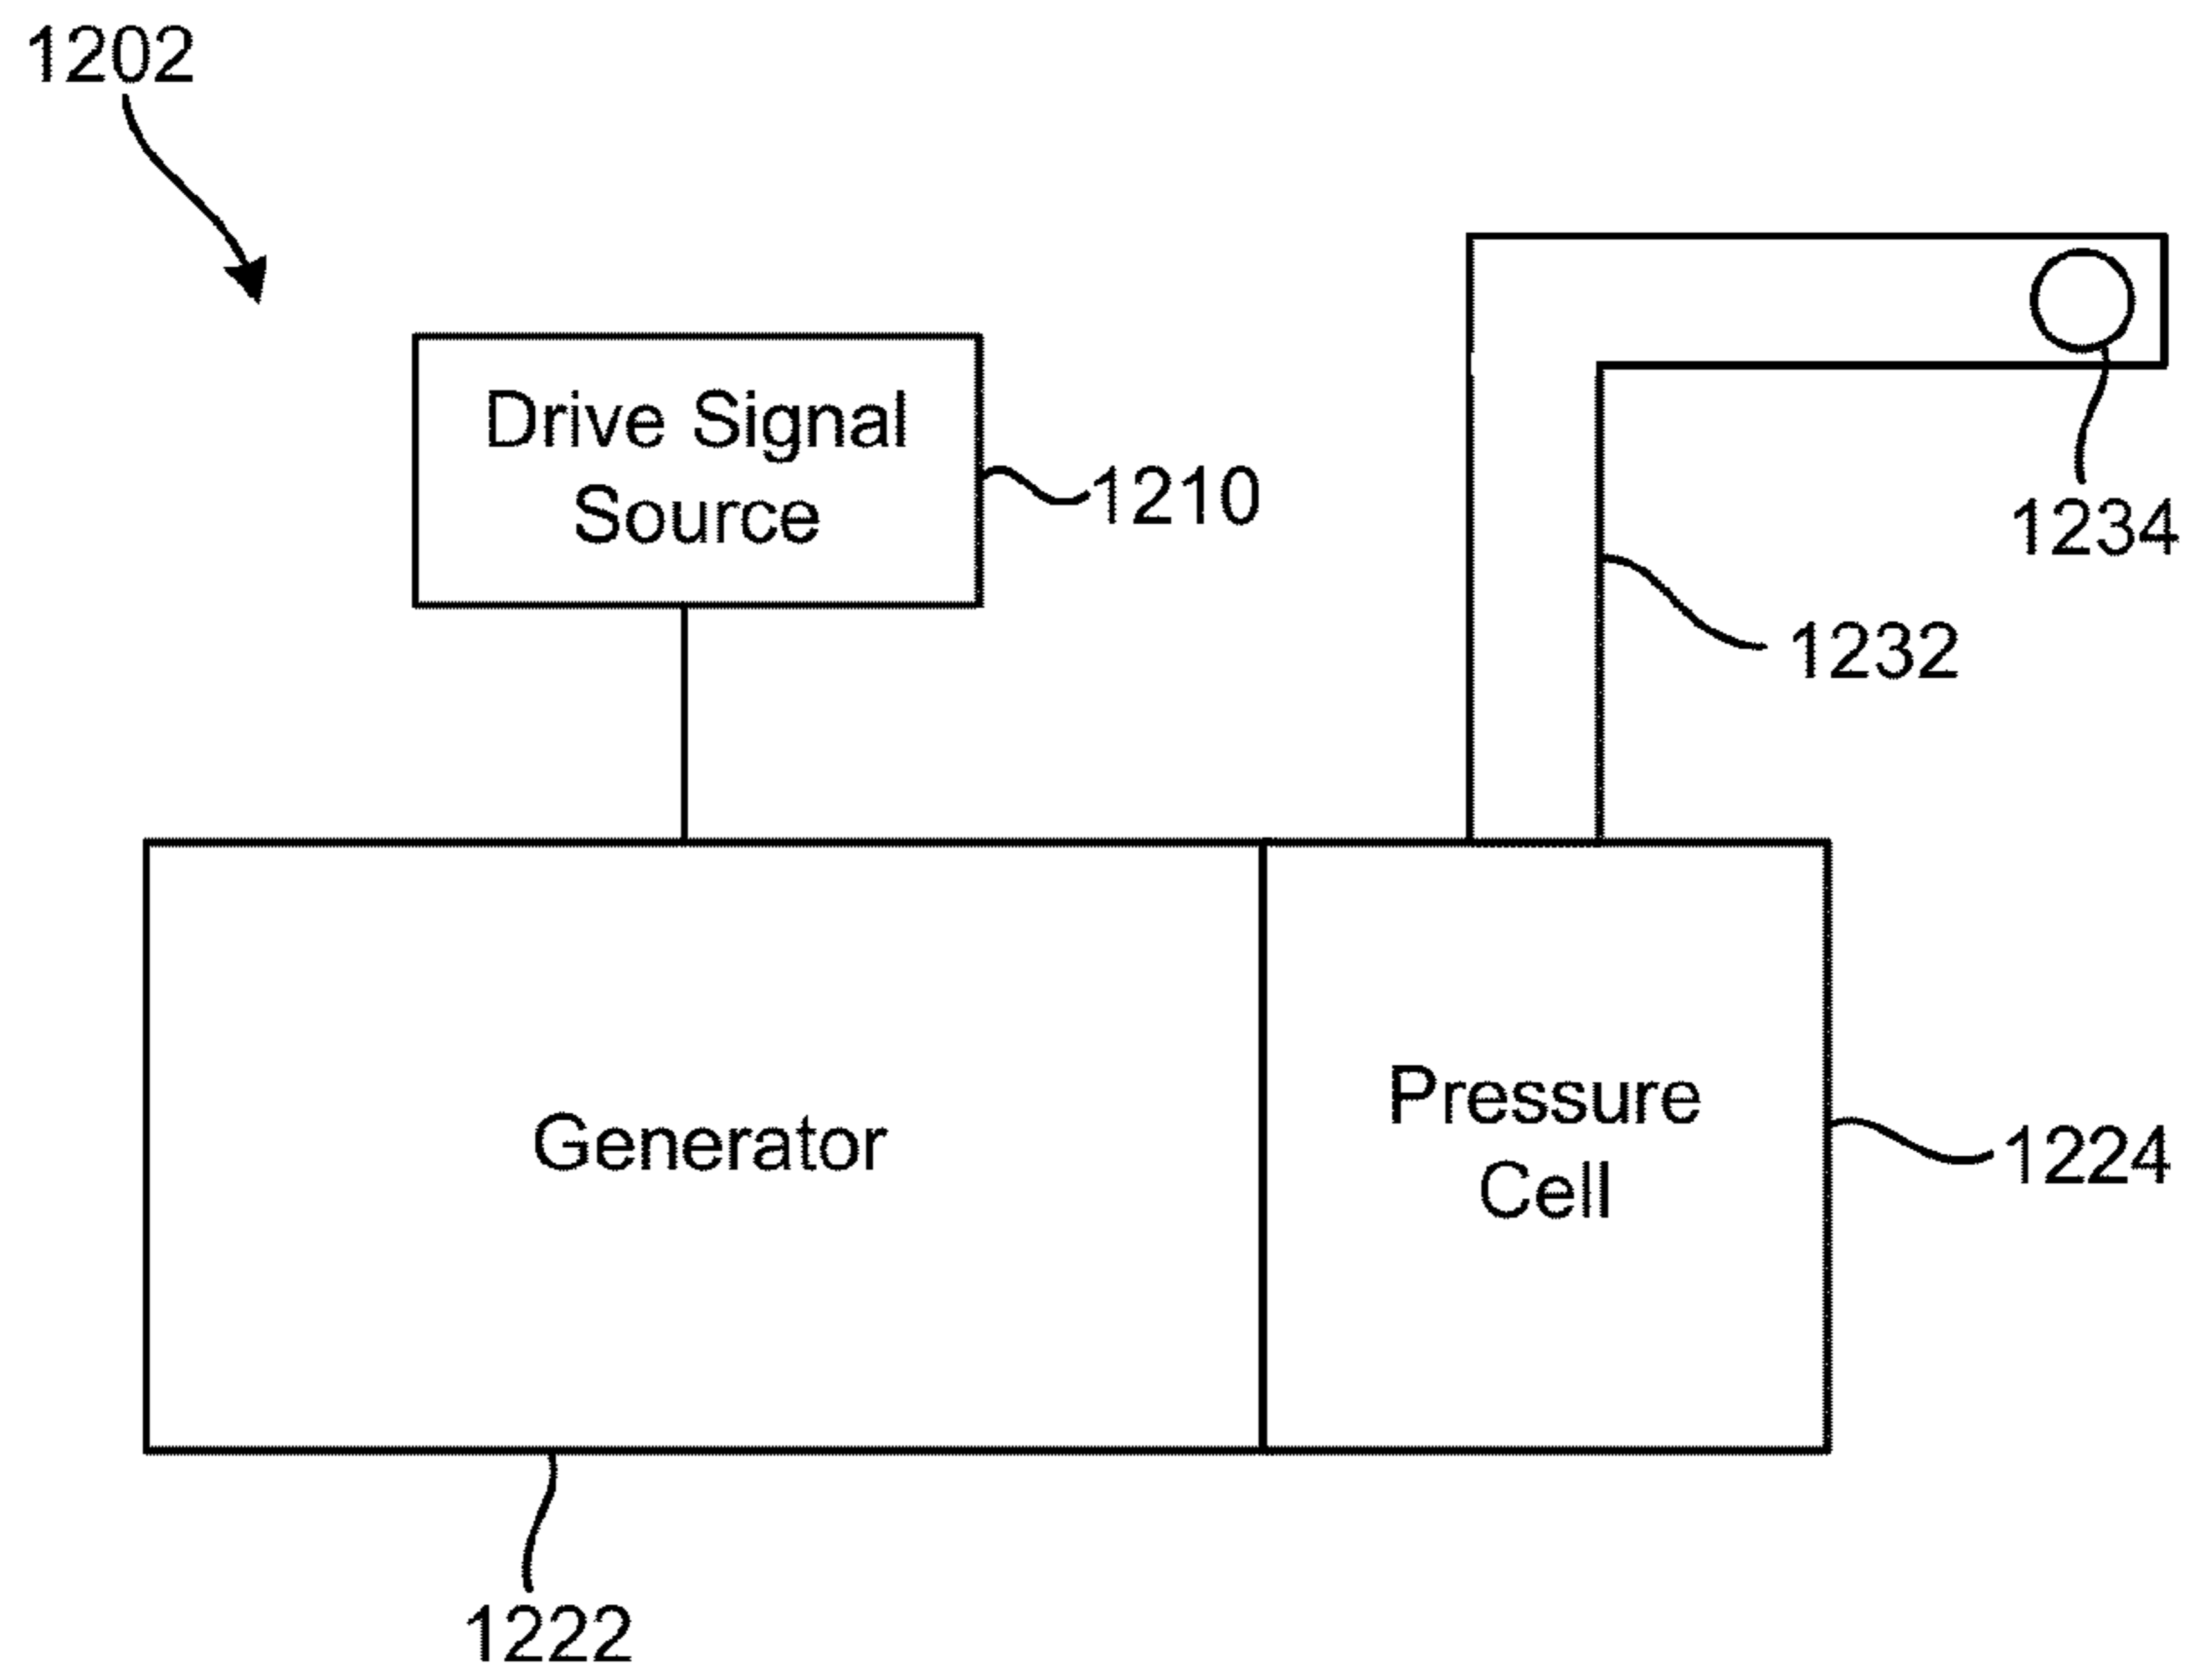 1202
Drive Signal
Source
1210
1234
1232
Generator
Pressure
Cell
1224
1222